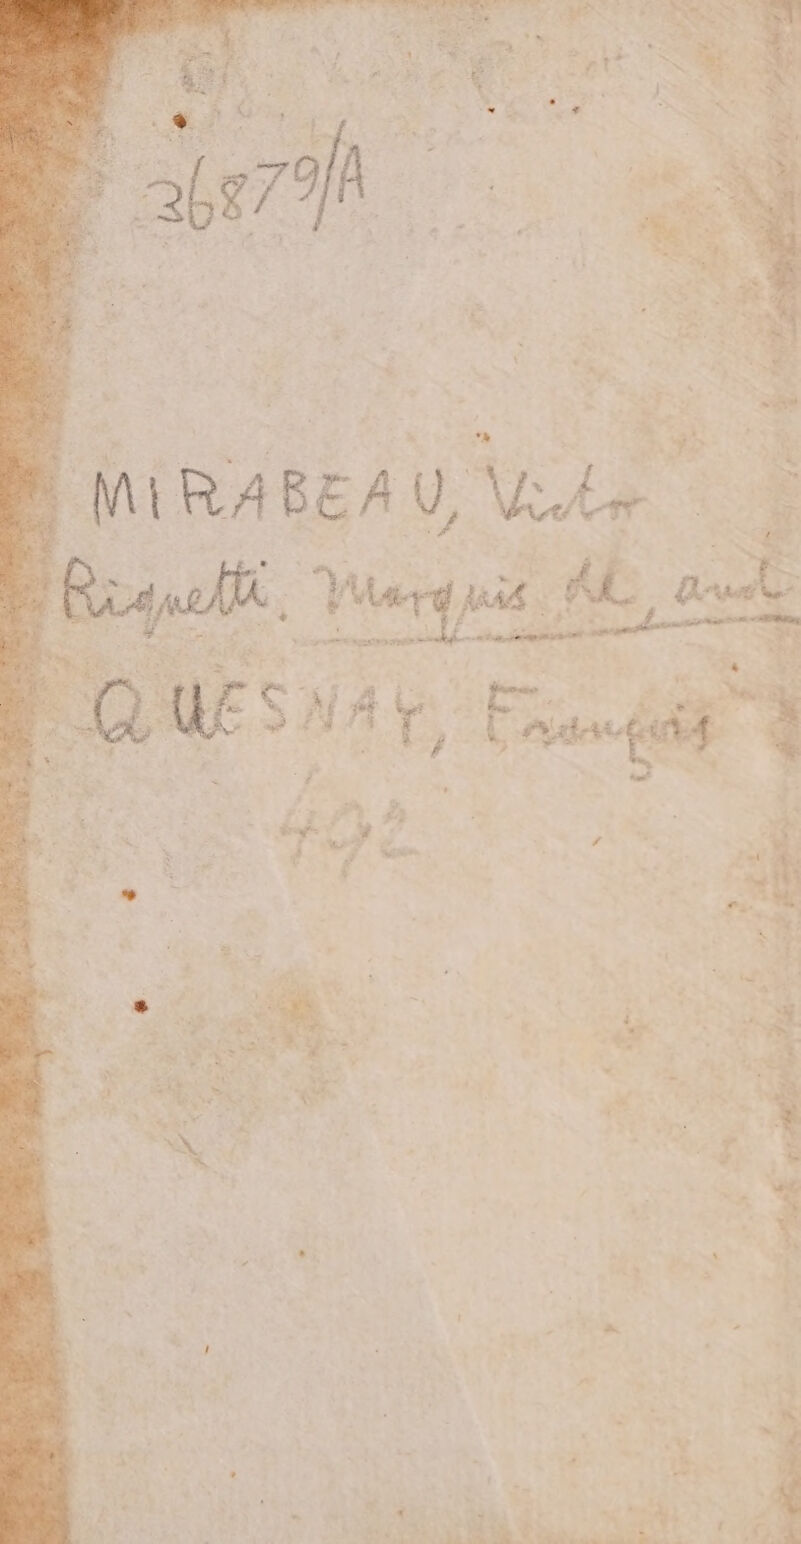 36879/A
MIRABEAU, Victor
Riquetti, Marquis de, and
QUESNAY, François
492